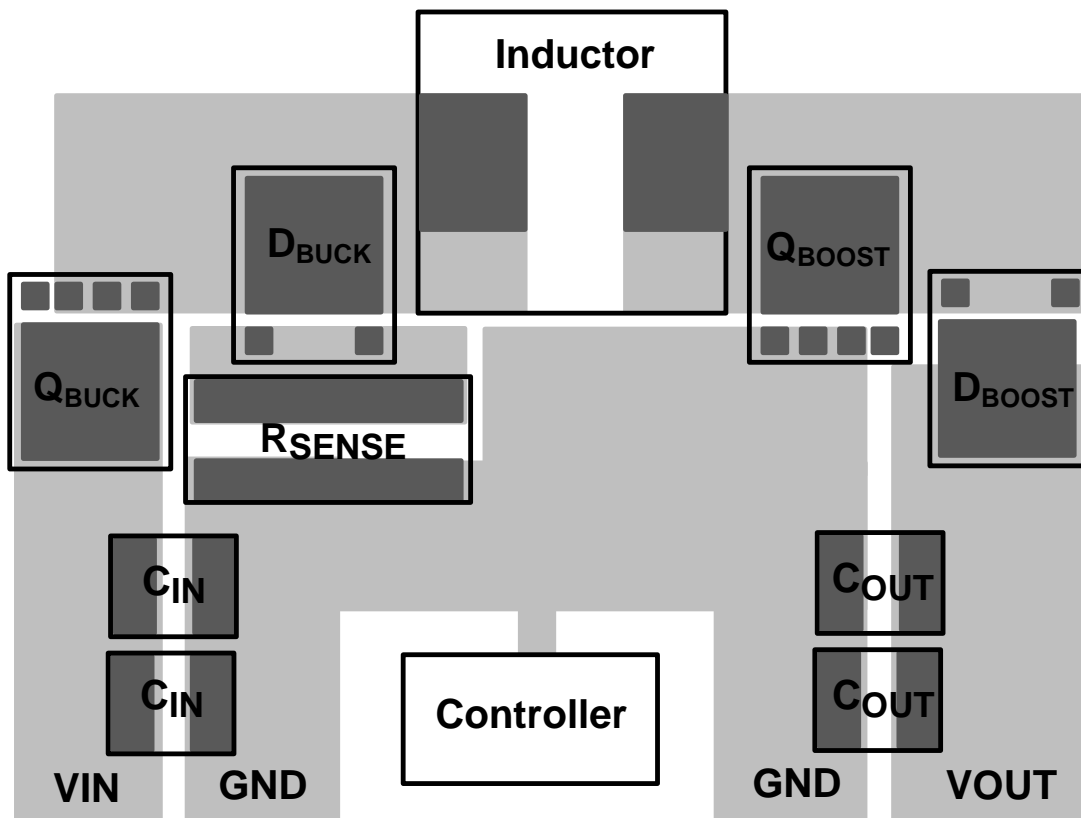 Inductor
DBUCK
QBOOST
QBUCK
DBOOST
RSENSE
CIN
COUT
CIN
COUT
Controller
VIN
GND
GND
VOUT